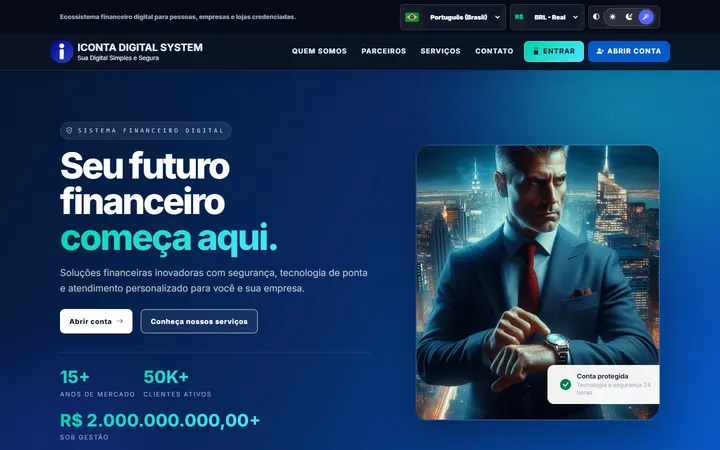 Ecossistema financeiro digital para pessoas, empresas e lojas credenciadas.
Português (Brasil)
R$ BRL - Real
ICONTA DIGITAL SYSTEM
Sua Digital Simples e Segura
QUEM SOMOS PARCEIROS SERVIÇOS CONTATO ENTRAR ABRIR CONTA
SISTEMA FINANCEIRO DIGITAL
Seu futuro
financeiro
começa aqui.
Soluções financeiras inovadoras com segurança, tecnologia de ponta
e atendimento personalizado para você e sua empresa.
Abrir conta → Conheça nossos serviços
15+ 50K+
ANOS DE MERCADO CLIENTES ATIVOS
R$ 2.000.000.000,00+
SOB GESTÃO
Conta protegida
Tecnologia e segurança 24
horas